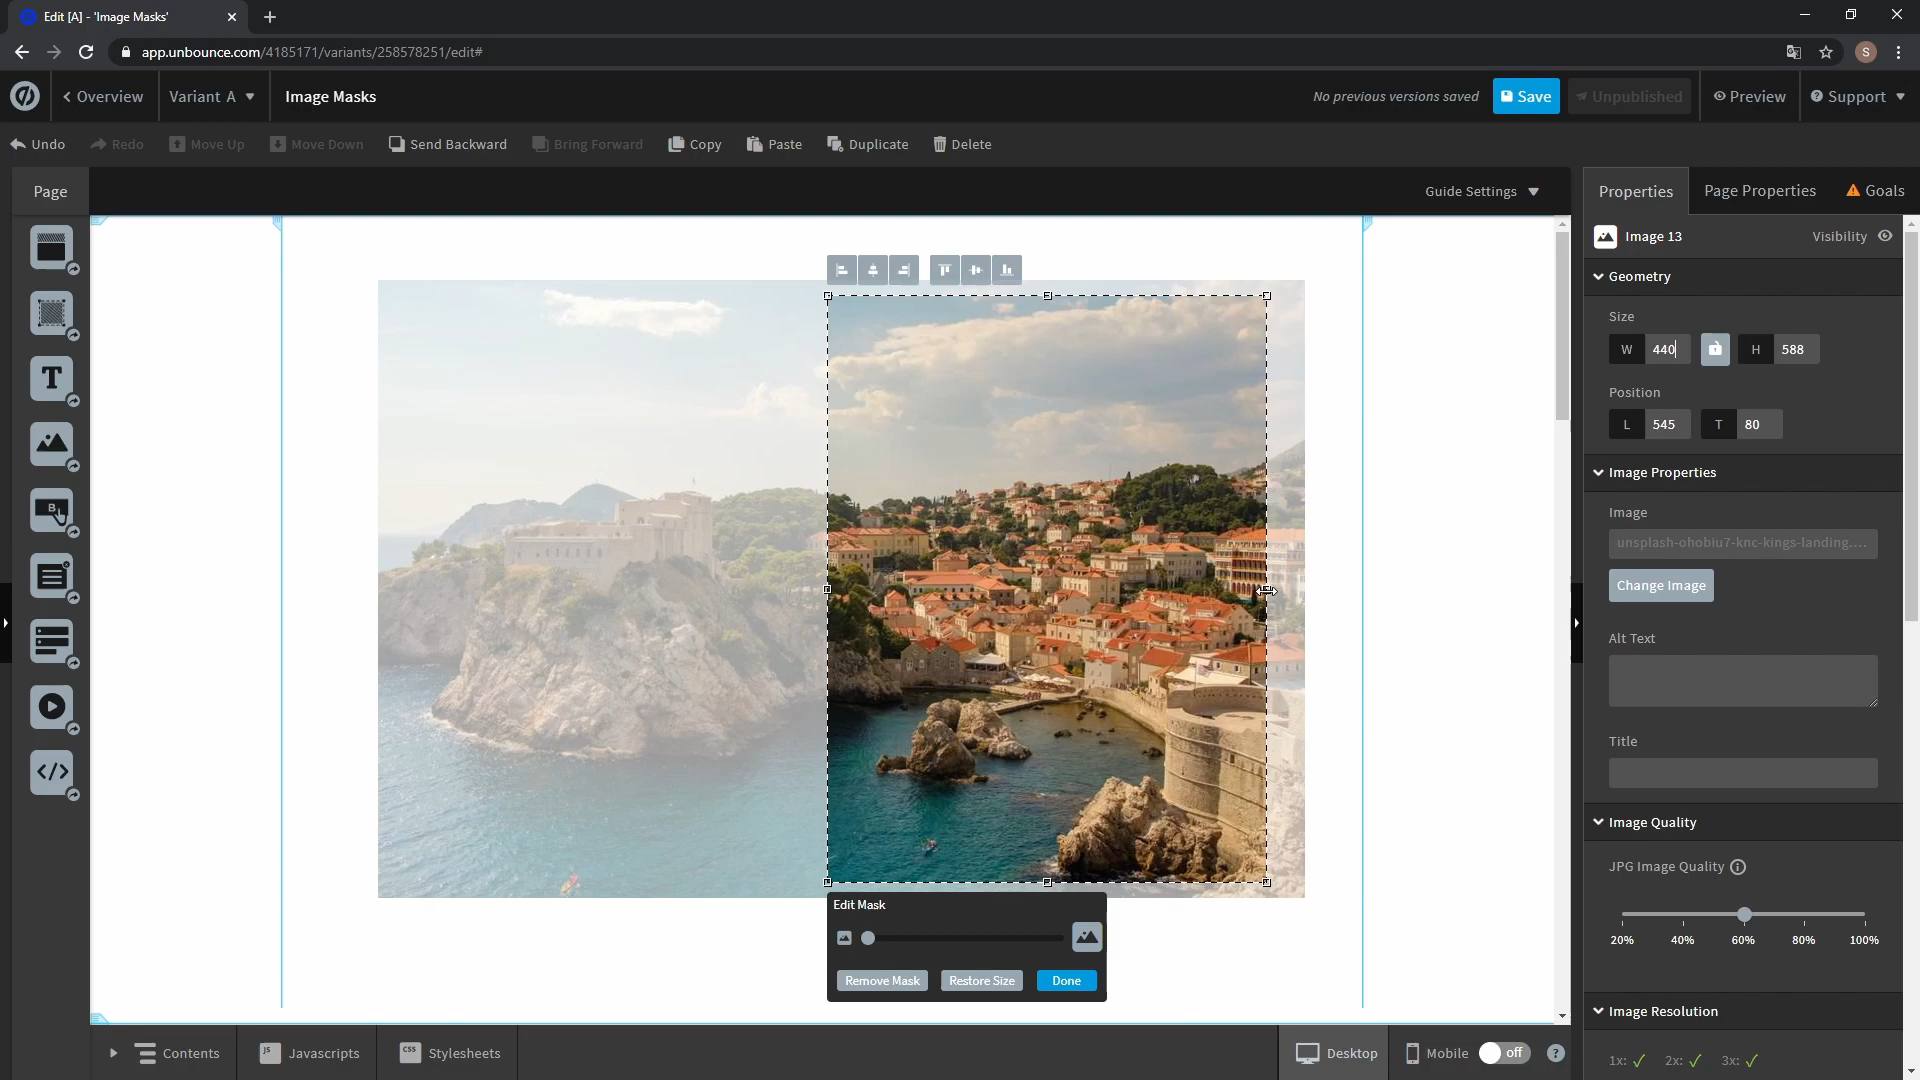 Edit [A] - 'Image Masks'
app.unbounce.com/4185171/variants/258578251/edit#
S
Overview
Variant A
Image Masks
No previous versions saved
Save
Unpublished
Preview
Support
Undo
Redo
Move Up
Move Down
Send Backward
Bring Forward
Copy
Paste
Duplicate
Delete
Page
Guide Settings
Properties
Page Properties
Goals
Image 13
Visibility
Geometry
Size
W 440 H 588
Position
L 545 T 80
Image Properties
Image
unsplash-ohobiu7-knc-kings-landing....
Change Image
Alt Text
Title
Image Quality
JPG Image Quality
20% 40% 60% 80% 100%
Image Resolution
1x: ✓ 2x: ✓ 3x: ✓
T
B
</>
Edit Mask
Remove Mask
Restore Size
Done
Contents
JS Javascripts
CSS Stylesheets
Desktop
Mobile
off
?